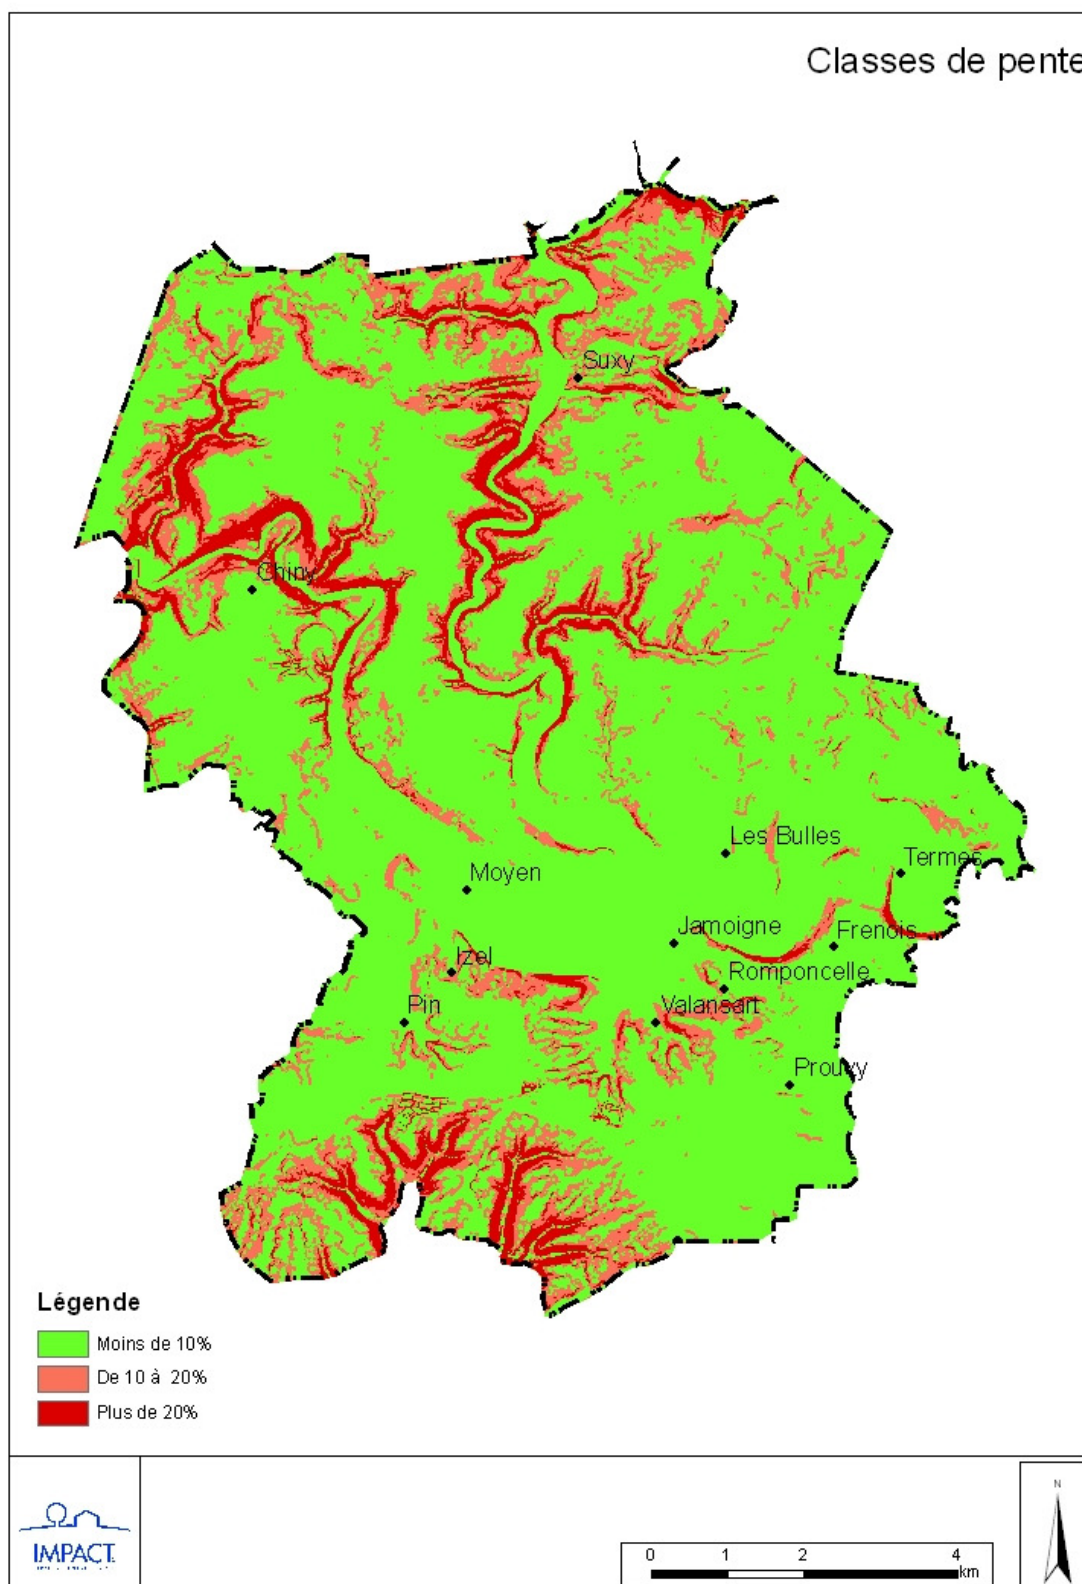 Classes de pente
Suxy
Chiny
Les Bulles
Termes
Moyen
Jamoigne
Frenois
Izel
Romponcelle
Pin
Valansart
Prouvy
Légende
Moins de 10%
De 10 à 20%
Plus de 20%
IMPACT
N
0 1 2 4
km